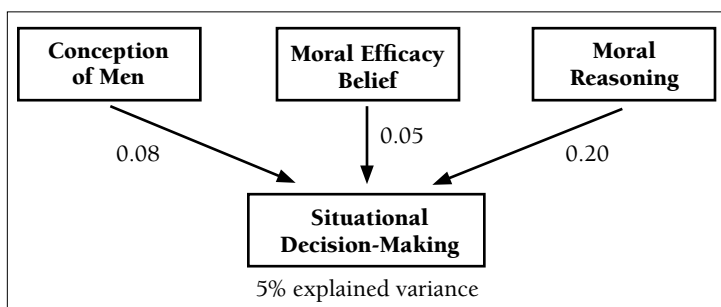 Conception
of Men
Moral Efficacy
Belief
Moral
Reasoning
0.08
0.05
0.20
Situational
Decision-Making
5% explained variance